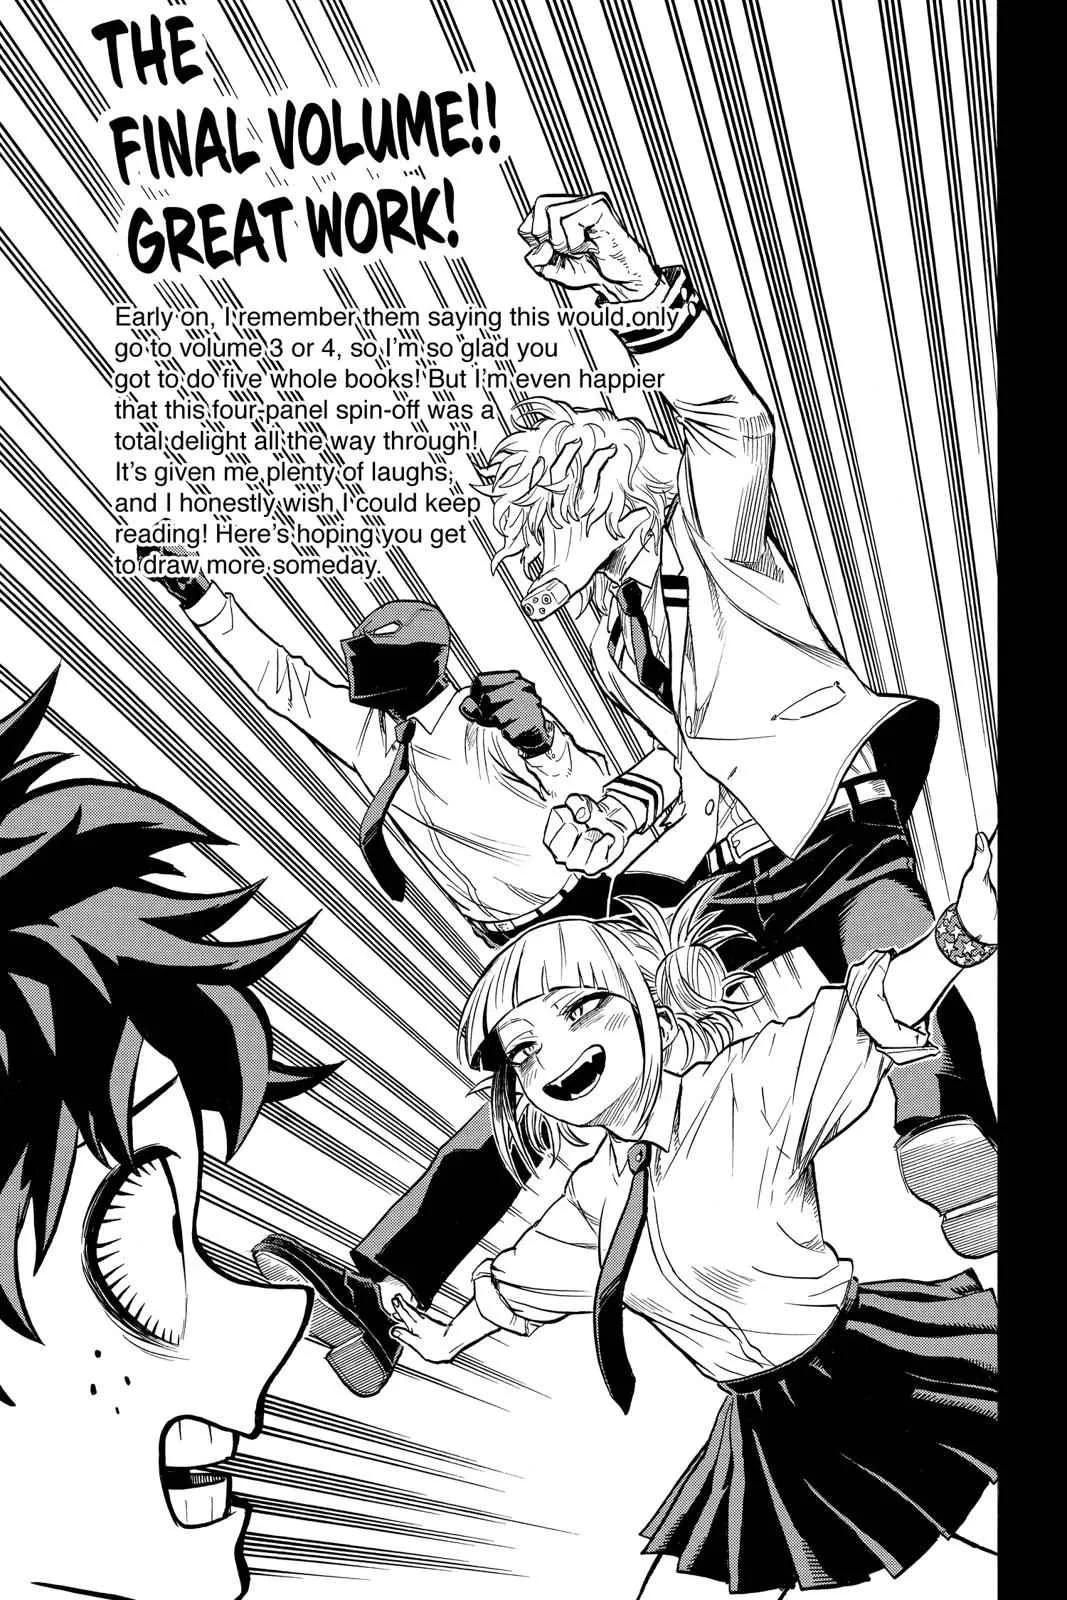 THE
FINAL VOLUME!!
GREAT WORK!
Early on, I remember them saying this would only
go to volume 3 or 4, so I'm so glad you
got to do five whole books! But I'm even happier
that this four-panel spin-off was a
total delight all the way through!
It's given me plenty of laughs,
and I honestly wish I could keep
reading! Here's hoping you get
to draw more someday.